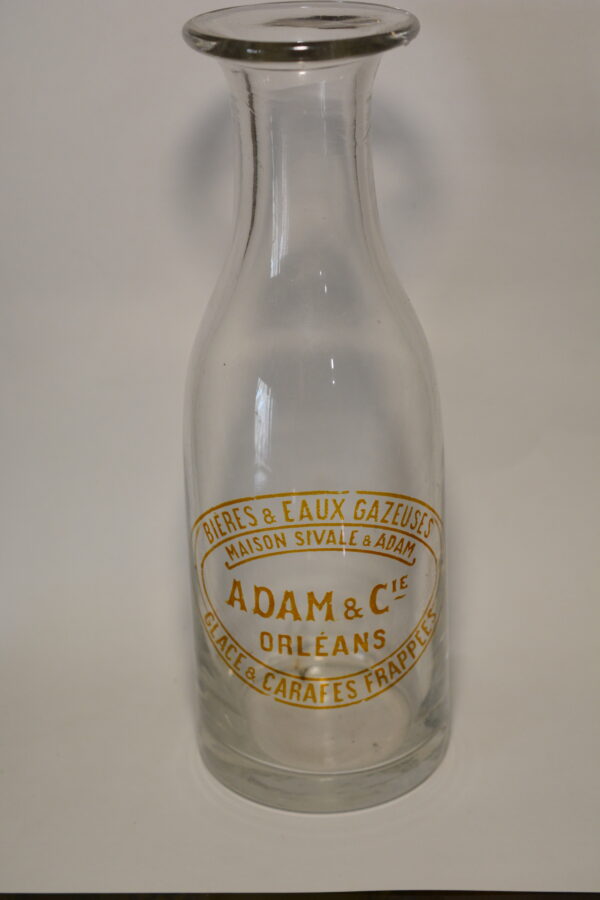 BIÈRES & EAUX GAZEUSES
MAISON SIVALE & ADAM
ADAM & CIE
ORLÉANS
GLACE & CARAFES FRAPPÉES